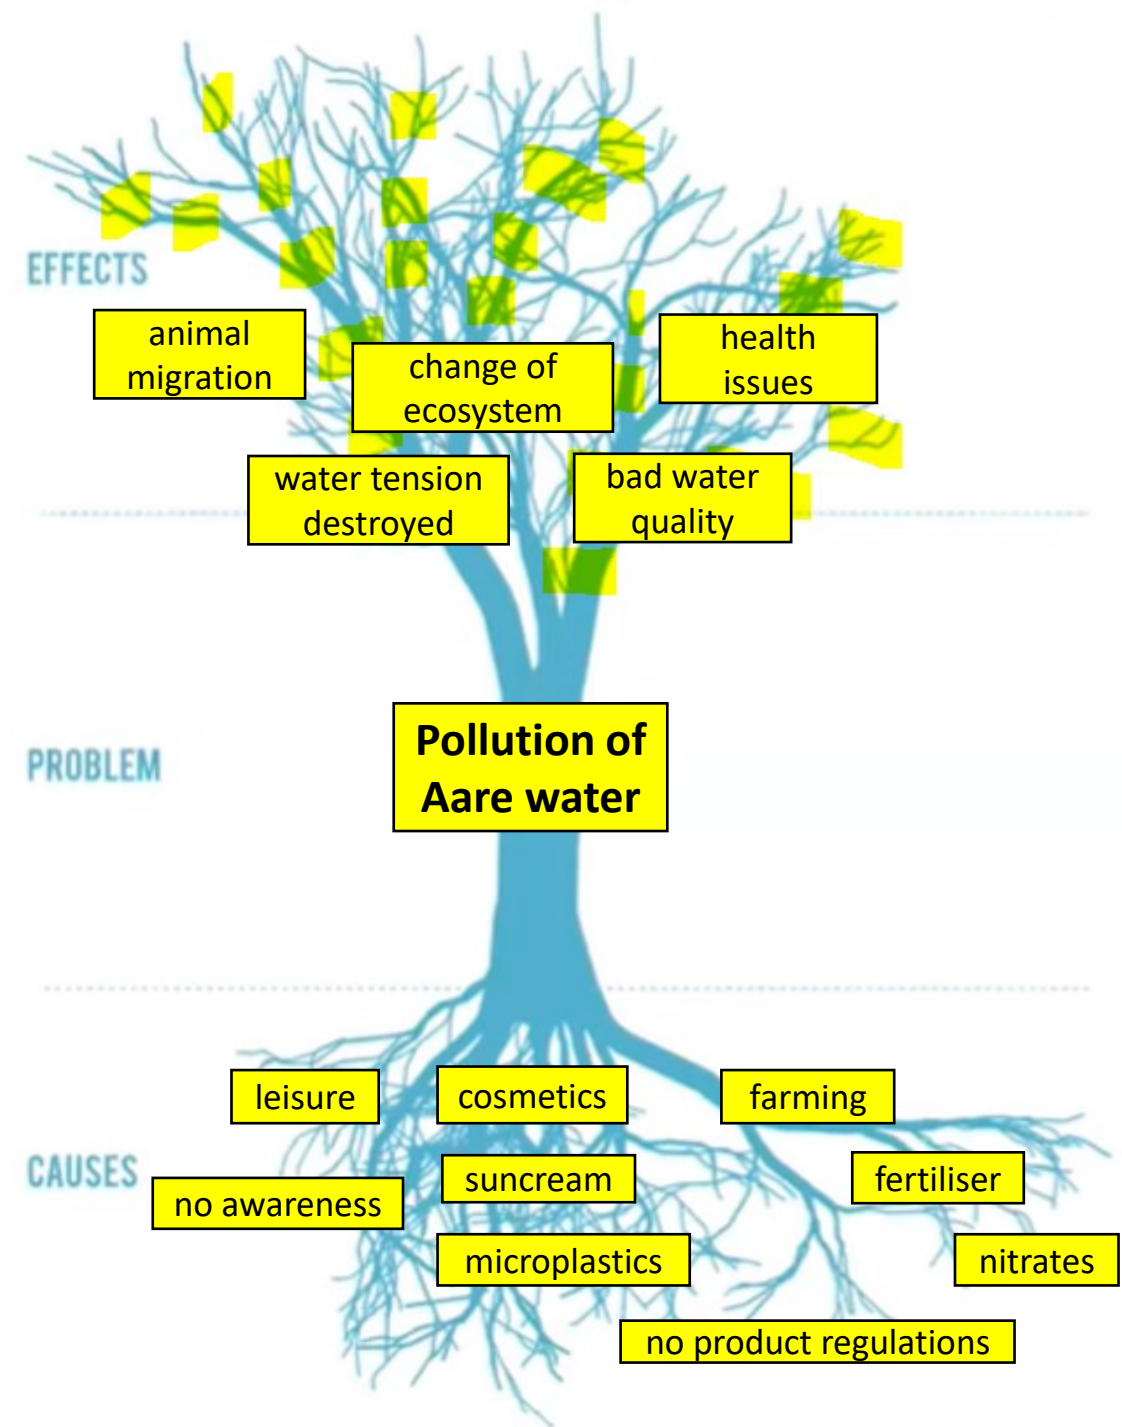 EFFECTS
animal
migration
change of
ecosystem
health
issues
water tension
destroyed
bad water
quality
PROBLEM
Pollution of
Aare water
CAUSES
leisure
cosmetics
farming
no awareness
suncream
fertiliser
microplastics
nitrates
no product regulations